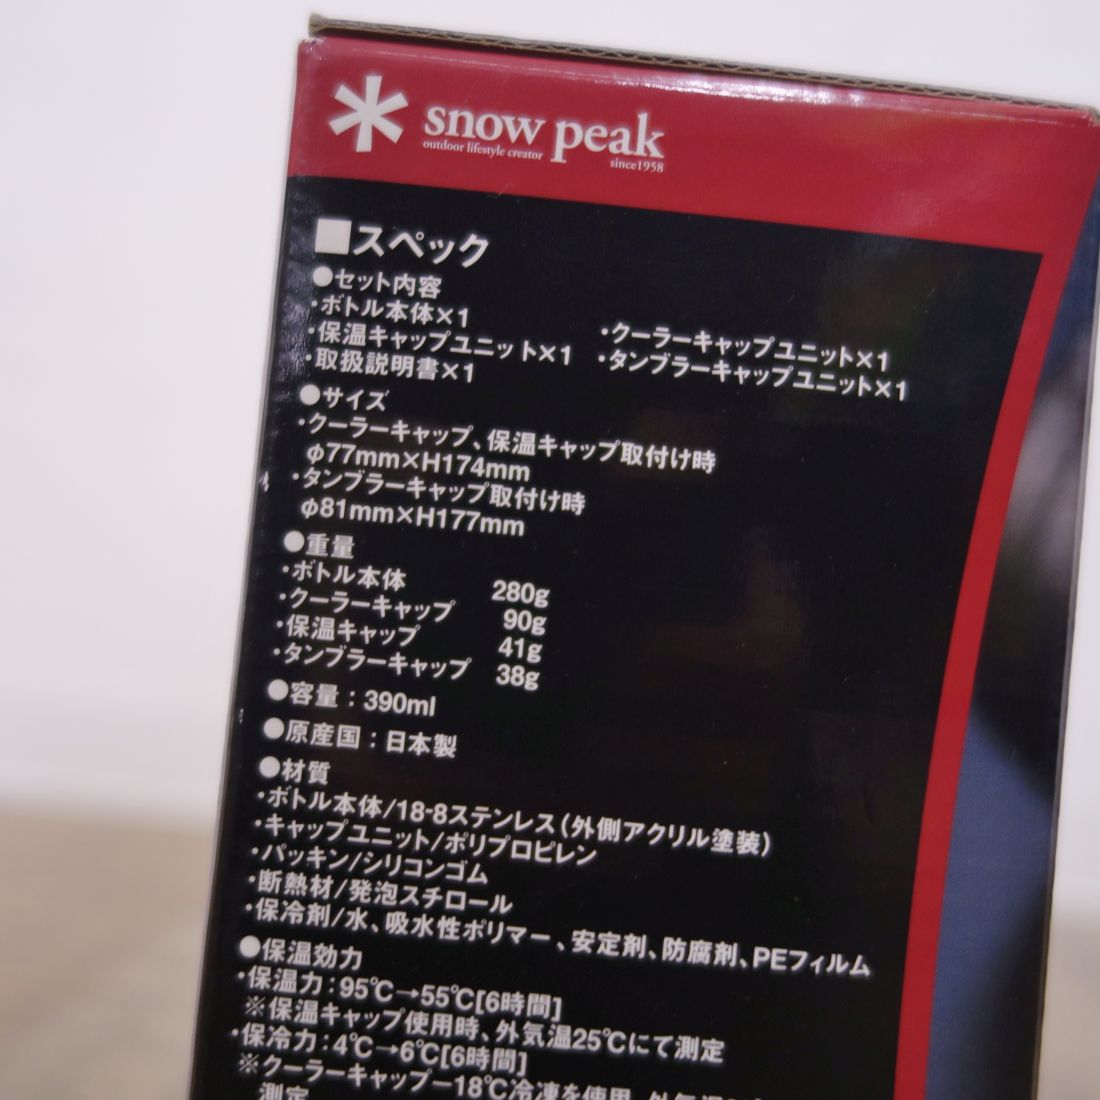 snow peak
outdoor lifestyle creator
since1958
■スペック
●セット内容
・ボトル本体×1
・クーラーキャップユニット×1
・保温キャップユニット×1
・タンブラーキャップユニット×1
・取扱説明書×1
●サイズ
・クーラーキャップ、保温キャップ取付け時
φ77mm×H174mm
・タンブラーキャップ取付け時
φ81mm×H177mm
●重量
・ボトル本体 280g
・クーラーキャップ 90g
・保温キャップ 41g
・タンブラーキャップ 38g
●容量：390ml
●原産国：日本製
●材質
・ボトル本体/18-8ステンレス（外側アクリル塗装）
・キャップユニット/ポリプロピレン
・パッキン/シリコンゴム
・断熱材/発泡スチロール
・保冷剤/水、吸水性ポリマー、安定剤、防腐剤、PEフィルム
●保温効力
・保温力：95℃→55℃[6時間]
※保温キャップ使用時、外気温25℃にて測定
・保冷力：4℃→6℃[6時間]
※クーラーキャップ－18℃冷凍を使用、外気温
測定